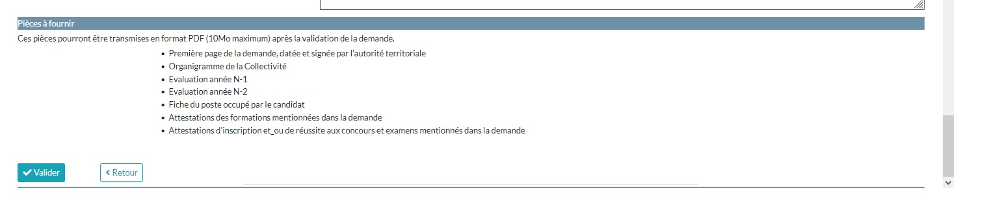 Pièces à fournir
Ces pièces pourront être transmises en format PDF (10Mo maximum) après la validation de la demande.
• Première page de la demande, datée et signée par l'autorité territoriale
• Organigramme de la Collectivité
• Evaluation année N-1
• Evaluation année N-2
• Fiche du poste occupé par le candidat
• Attestations des formations mentionnées dans la demande
• Attestations d'inscription et_ou de réussite aux concours et examens mentionnés dans la demande
Valider
Retour